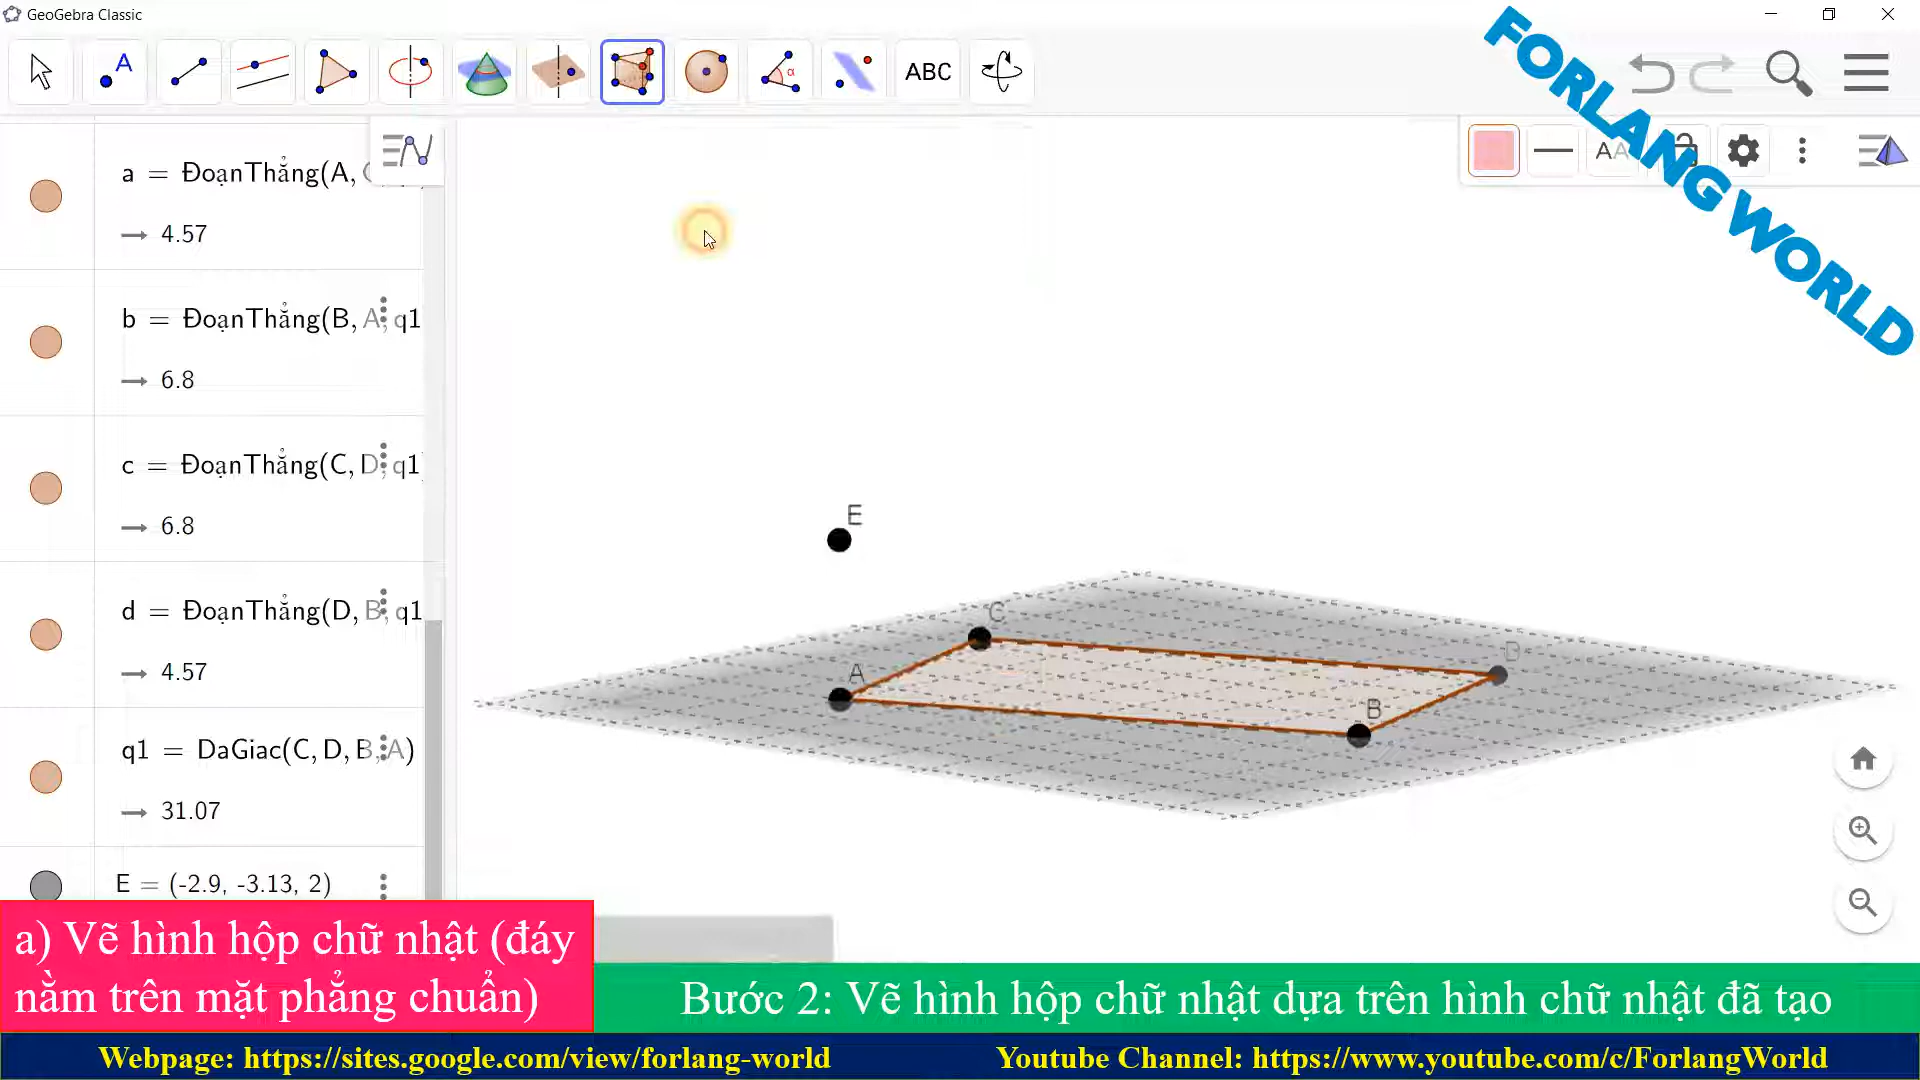 GeoGebra Classic
A
α
ABC
AA
FORLANG WORLD
a = ĐoạnThẳng(A,
→ 4.57
b = ĐoạnThẳng(B, A, q1
→ 6.8
c = ĐoạnThẳng(C, D, q1)
→ 6.8
d = ĐoạnThẳng(D, B, q1
→ 4.57
q1 = DaGiac(C, D, B, A)
→ 31.07
E = (-2.9, -3.13, 2)
E
C
D
A
B
a) Vẽ hình hộp chữ nhật (đáy
nằm trên mặt phẳng chuẩn)
Bước 2: Vẽ hình hộp chữ nhật dựa trên hình chữ nhật đã tạo
Webpage: https://sites.google.com/view/forlang-world
Youtube Channel: https://www.youtube.com/c/ForlangWorld